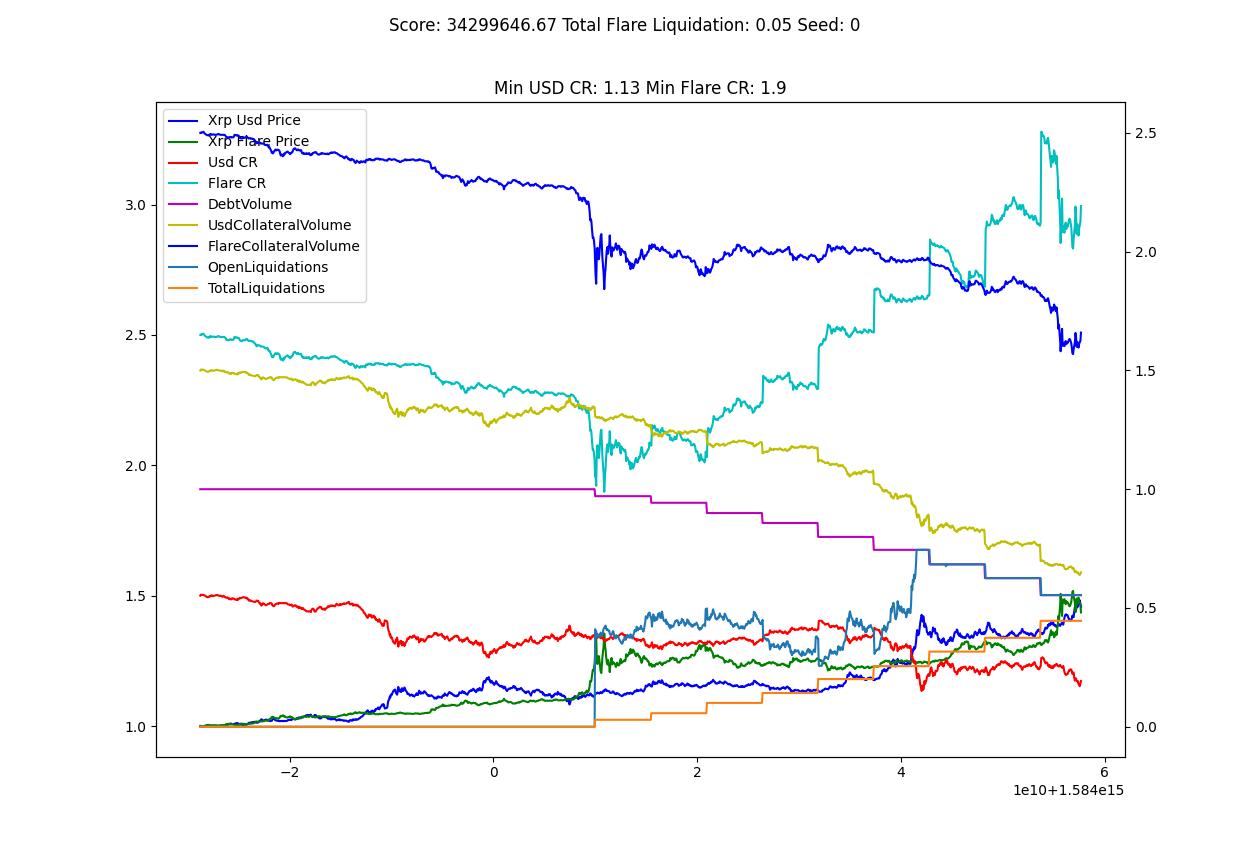 Score: 34299646.67 Total Flare Liquidation: 0.05 Seed: 0
Min USD CR: 1.13 Min Flare CR: 1.9
Xrp Usd Price
Xrp Flare Price
Usd CR
Flare CR
DebtVolume
UsdCollateralVolume
FlareCollateralVolume
OpenLiquidations
TotalLiquidations
3.0
2.5
2.0
1.5
1.0
2.5
2.0
1.5
1.0
0.5
0.0
−2 0 2 4 6
1e10+1.584e15